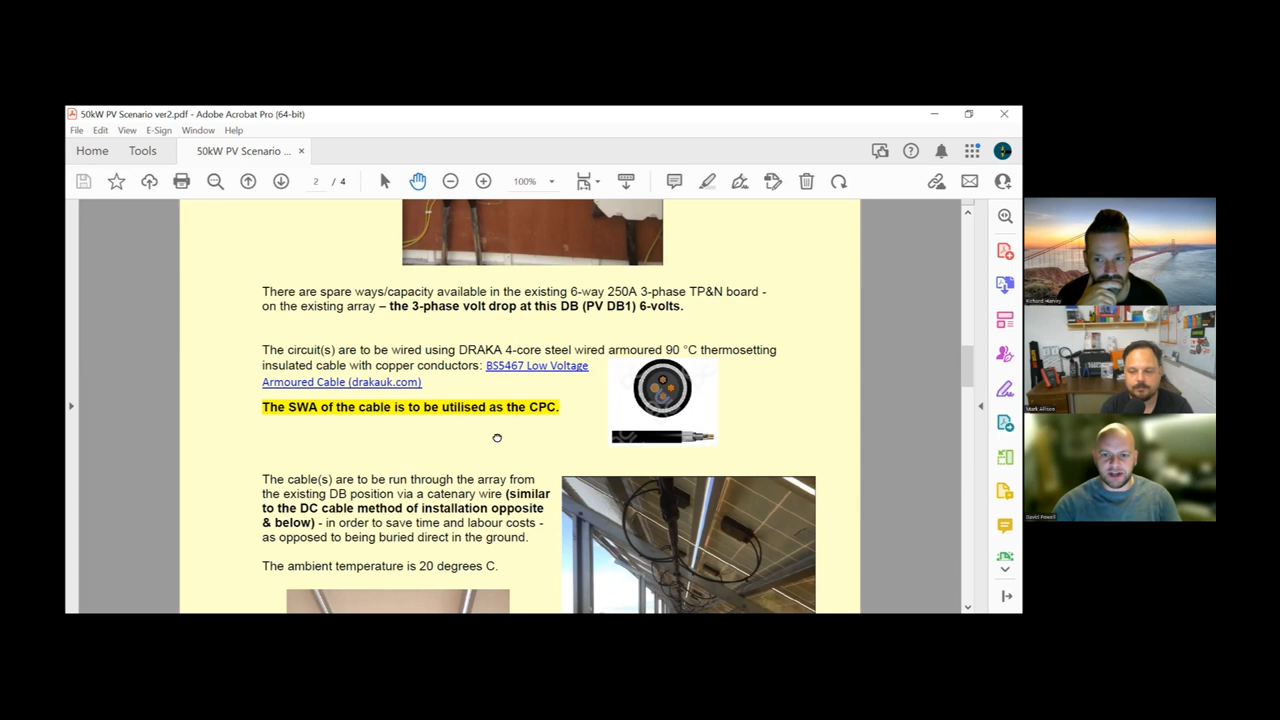 50kW PV Scenario ver2.pdf - Adobe Acrobat Pro (64-bit)
File Edit View E-Sign Window Help
Home Tools 50kW PV Scenario ... ×
2 / 4 100%
There are spare ways/capacity available in the existing 6-way 250A 3-phase TP&N board -
on the existing array – the 3-phase volt drop at this DB (PV DB1) 6-volts.
The circuit(s) are to be wired using DRAKA 4-core steel wired armoured 90 °C thermosetting
insulated cable with copper conductors: BS5467 Low Voltage
Armoured Cable (drakauk.com)
The SWA of the cable is to be utilised as the CPC.
The cable(s) are to be run through the array from
the existing DB position via a catenary wire (similar
to the DC cable method of installation opposite
& below) - in order to save time and labour costs -
as opposed to being buried direct in the ground.
The ambient temperature is 20 degrees C.
Richard Harvey
Mark Allison
David Powell